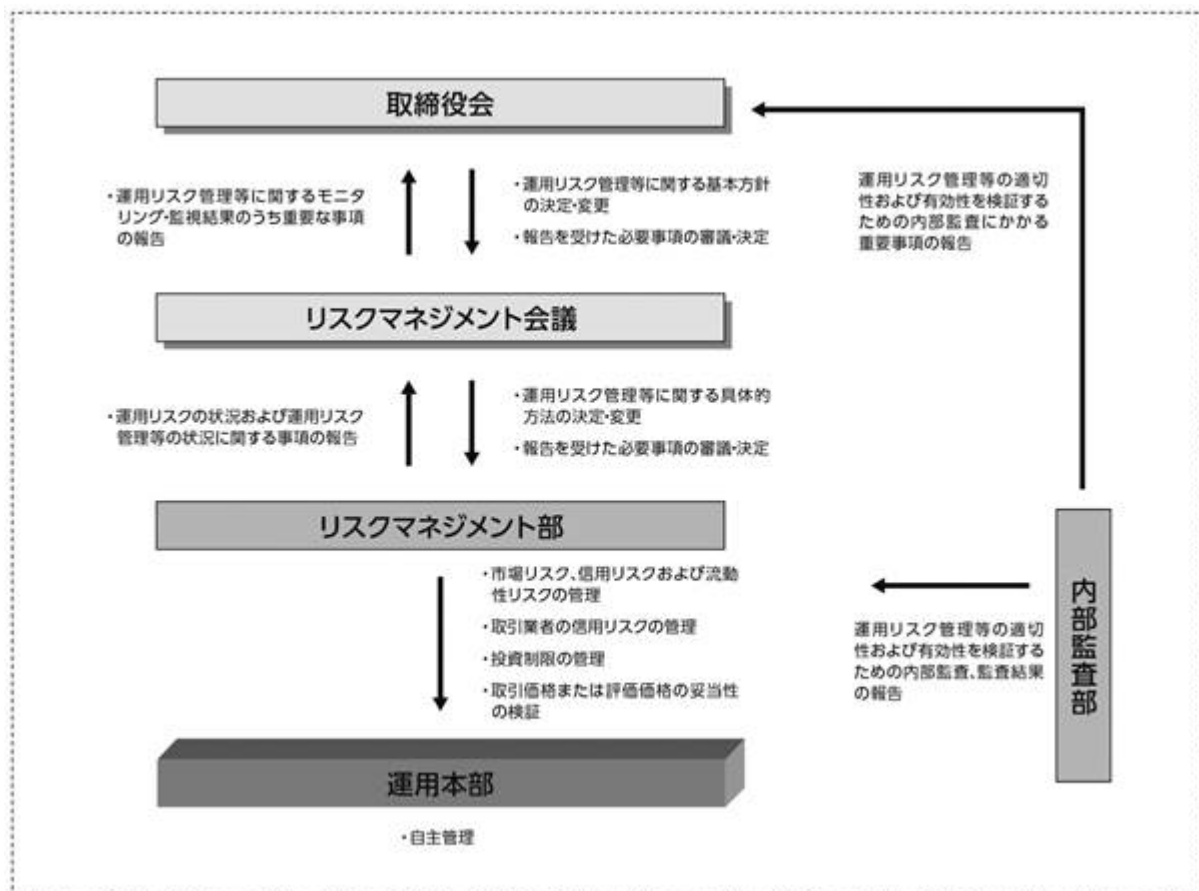 取締役会
・運用リスク管理等に関するモニタ
リング・監視結果のうち重要な事項
の報告
・運用リスク管理等に関する基本方針
の決定・変更
・報告を受けた必要事項の審議・決定
運用リスク管理等の適切
性および有効性を検証する
ための内部監査にかかる
重要事項の報告
リスクマネジメント会議
・運用リスクの状況および運用リスク
管理等の状況に関する事項の報告
・運用リスク管理等に関する具体的
方法の決定・変更
・報告を受けた必要事項の審議・決定
リスクマネジメント部
・市場リスク、信用リスクおよび流動
性リスクの管理
・取引業者の信用リスクの管理
・投資制限の管理
・取引価格または評価価格の妥当性
の検証
運用リスク管理等の適切
性および有効性を検証する
ための内部監査、監査結果
の報告
内部監査部
運用本部
・自主管理